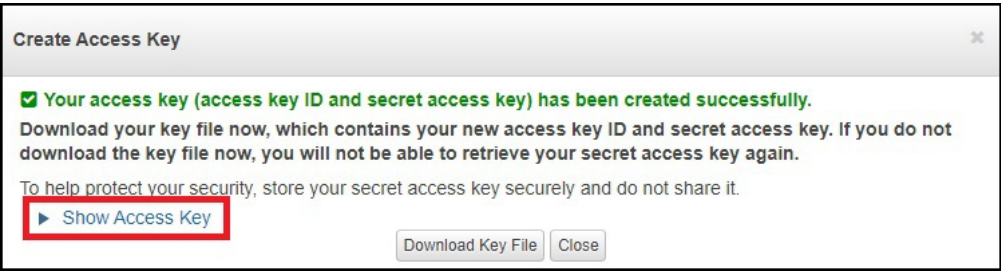 Create Access Key
Your access key (access key ID and secret access key) has been created successfully.
Download your key file now, which contains your new access key ID and secret access key. If you do not
download the key file now, you will not be able to retrieve your secret access key again.
To help protect your security, store your secret access key securely and do not share it.
Show Access Key
Download Key File Close